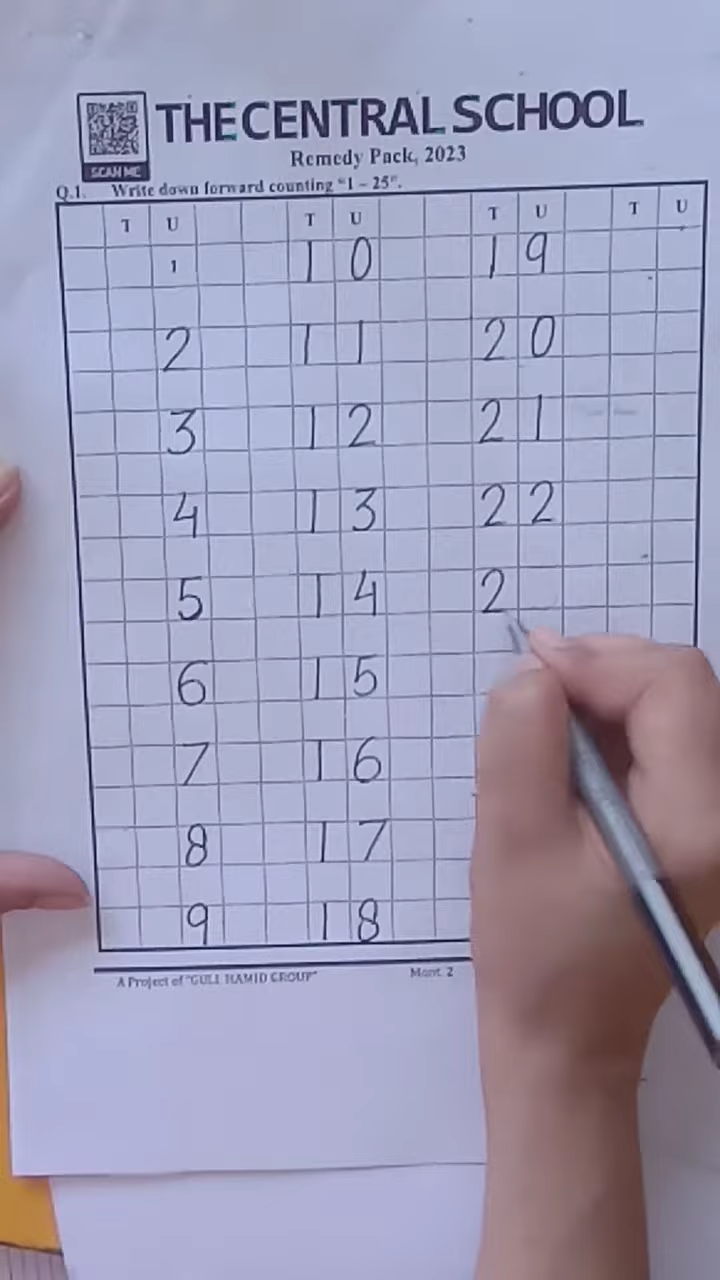 SCAN ME
THE CENTRAL SCHOOL
Remedy Pack, 2023
Q.1. Write down forward counting "1 – 25".
T U T U T U T U
1 10 19
2 11 20
3 12 21
4 13 22
5 14 2
6 15
7 16
8 17
9 18
A Project of "GULL HAMID GROUP" Mont. 2